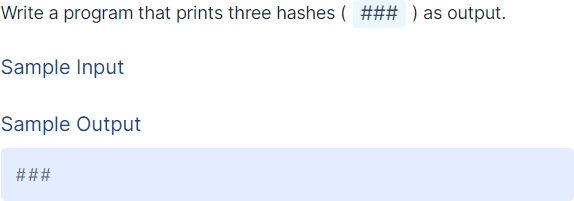 Write a program that prints three hashes ( ### ) as output.
Sample Input
Sample Output
###